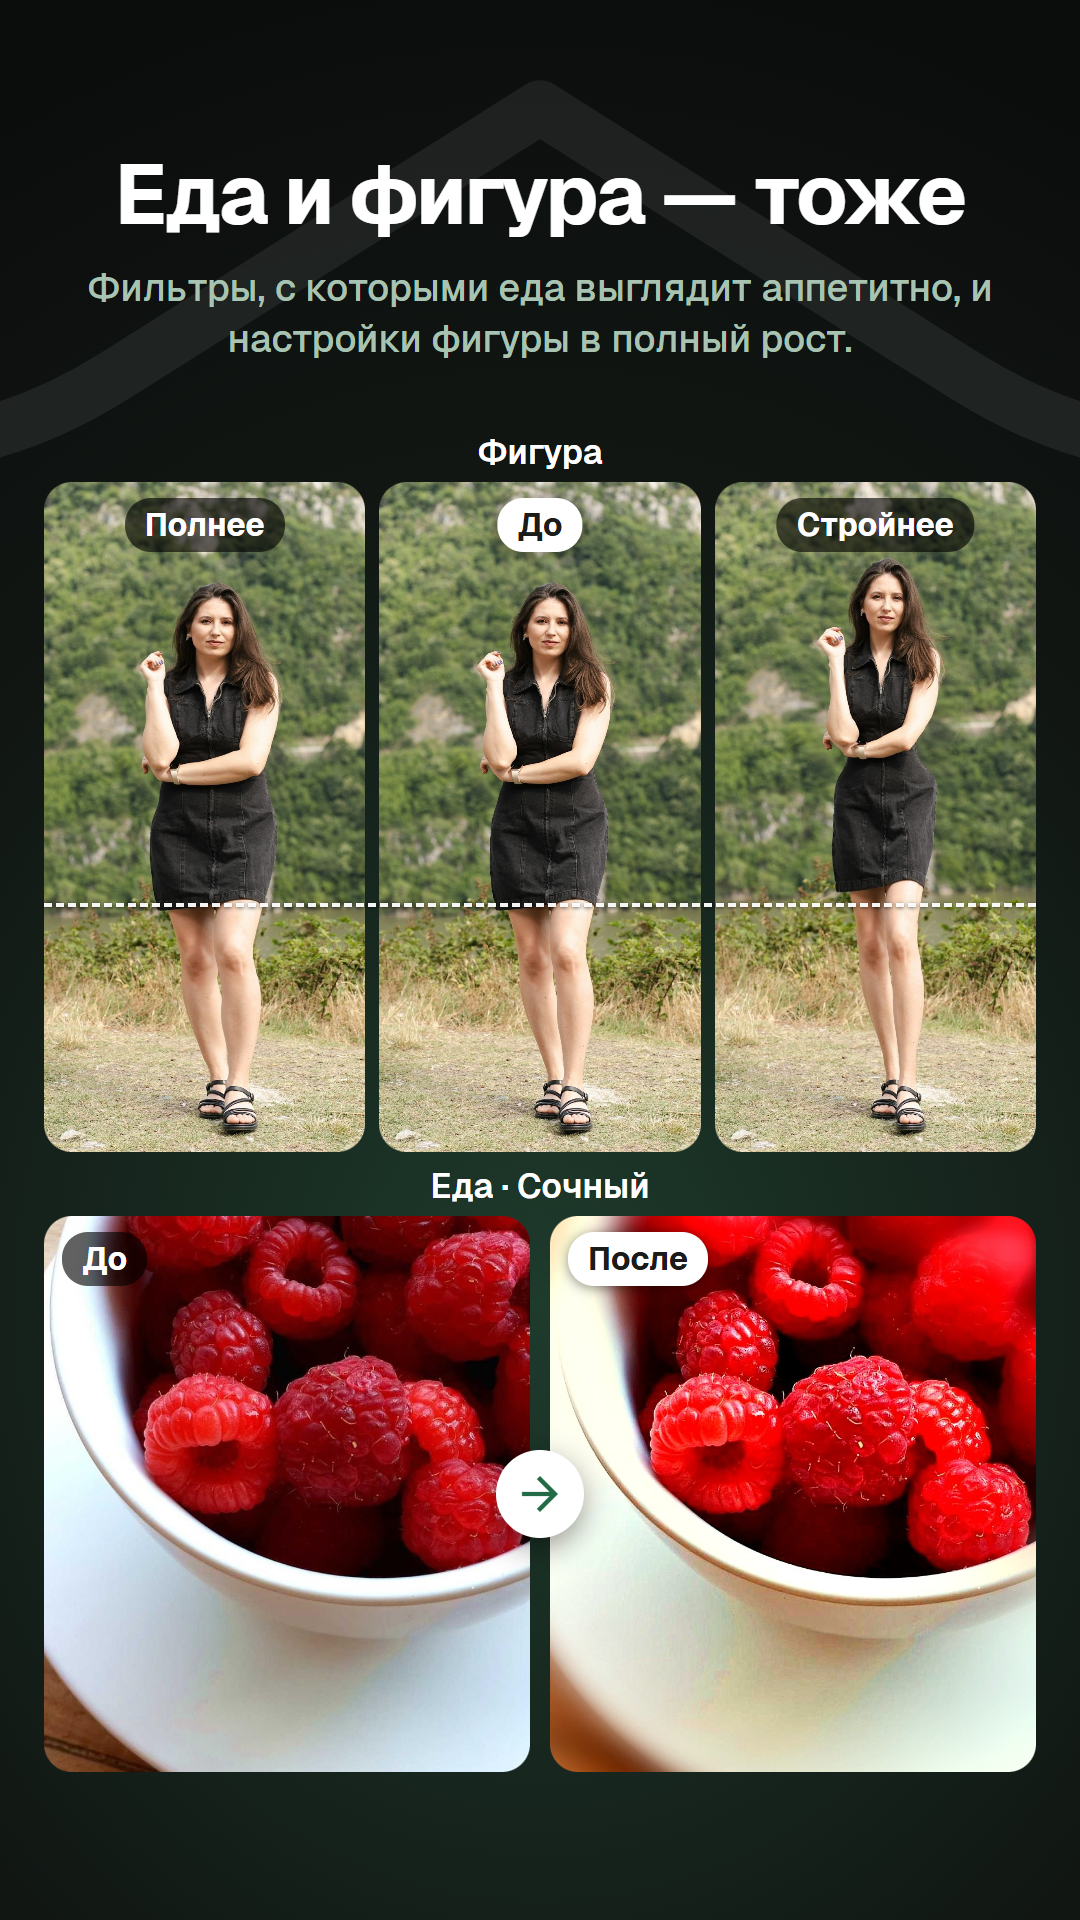 Еда и фигура — тоже
Фильтры, с которыми еда выглядит аппетитно, и
настройки фигуры в полный рост.
Фигура
Полнее
До
Стройнее
Еда · Сочный
До
После